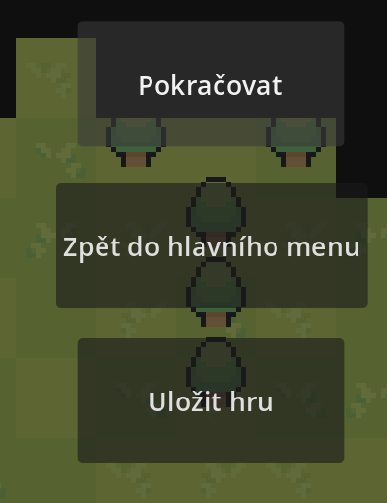 Pokračovat
Zpět do hlavního menu
Uložit hru